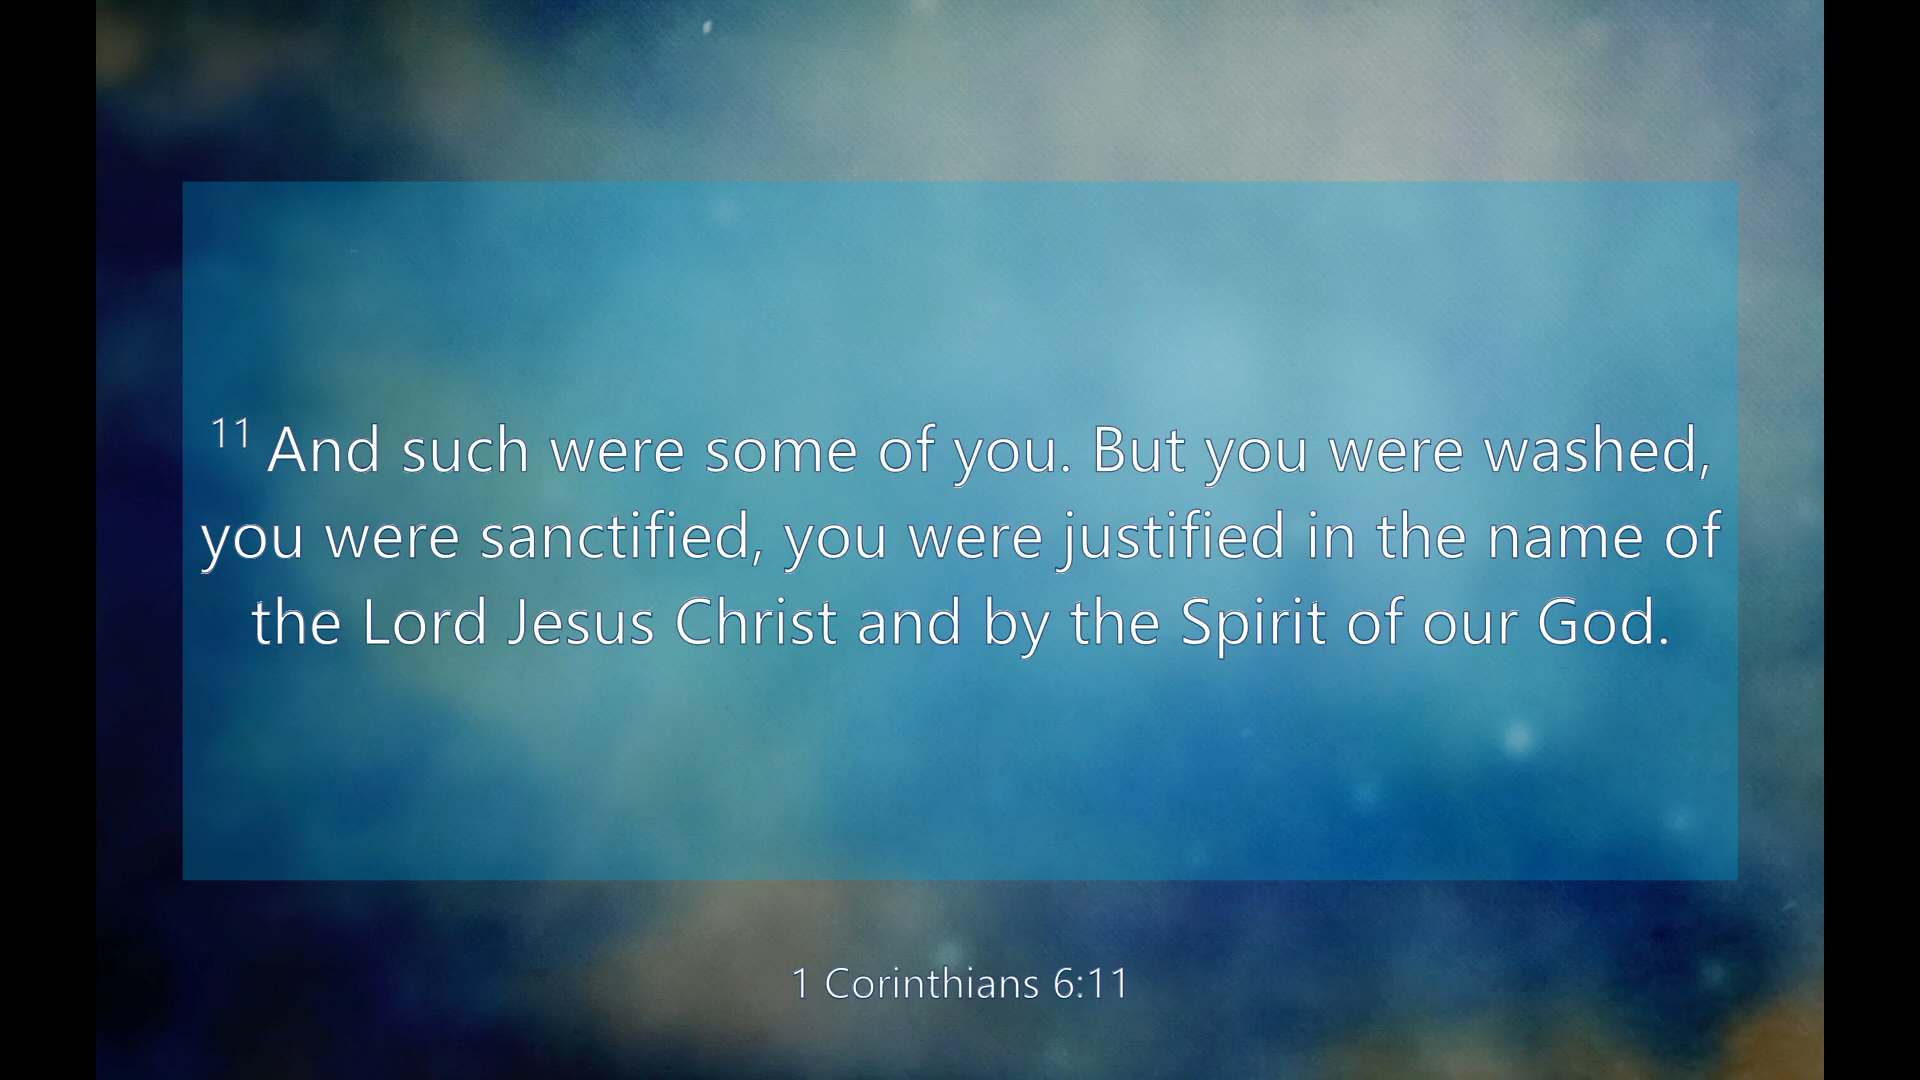 11 And such were some of you. But you were washed,
you were sanctified, you were justified in the name of
the Lord Jesus Christ and by the Spirit of our God.
1 Corinthians 6:11